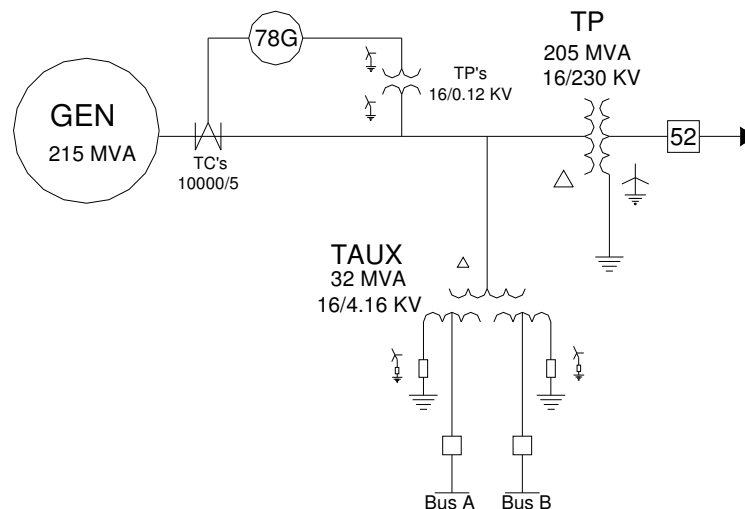 78G
TP
205 MVA
16/230 KV
TP's
16/0.12 KV
GEN
215 MVA
52
TC's
10000/5
TAUX
32 MVA
16/4.16 KV
Bus A
Bus B